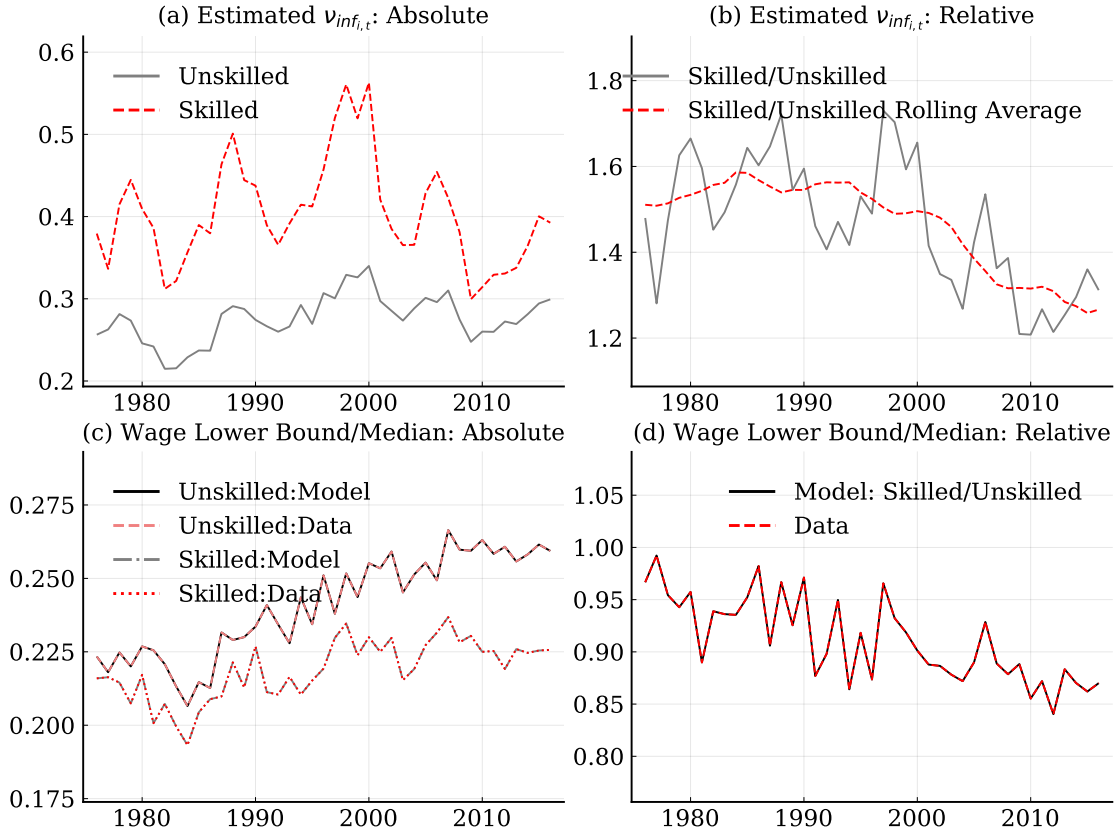 (a) Estimated ν_{inf_{i,t}}: Absolute
0.6
0.5
0.4
0.3
0.2
Unskilled
Skilled
1980 1990 2000 2010
(b) Estimated ν_{inf_{i,t}}: Relative
1.8
1.6
1.4
1.2
Skilled/Unskilled
Skilled/Unskilled Rolling Average
1980 1990 2000 2010
(c) Wage Lower Bound/Median: Absolute
0.275
0.250
0.225
0.200
0.175
Unskilled:Model
Unskilled:Data
Skilled:Model
Skilled:Data
1980 1990 2000 2010
(d) Wage Lower Bound/Median: Relative
1.05
1.00
0.95
0.90
0.85
0.80
Model: Skilled/Unskilled
Data
1980 1990 2000 2010